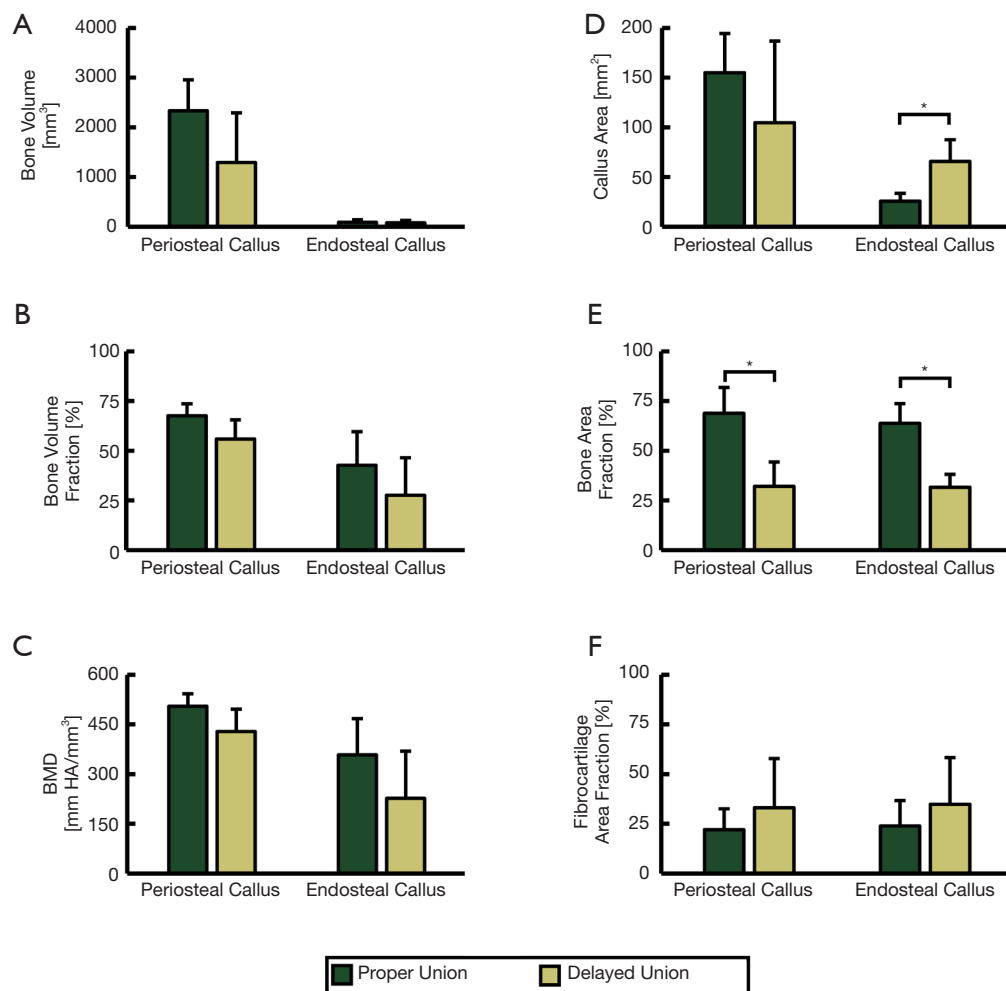 A
Bone Volume
[mm³]
4000
3000
2000
1000
0
Periosteal Callus Endosteal Callus
B
Bone Volume
Fraction [%]
100
75
50
25
0
Periosteal Callus Endosteal Callus
C
BMD
[mm HA/mm³]
600
450
300
150
0
Periosteal Callus Endosteal Callus
D
Callus Area [mm²]
200
150
100
50
0
*
Periosteal Callus Endosteal Callus
E
Bone Area
Fraction [%]
100
75
50
25
0
* *
Periosteal Callus Endosteal Callus
F
Fibrocartilage
Area Fraction [%]
100
75
50
25
0
Periosteal Callus Endosteal Callus
Proper Union Delayed Union